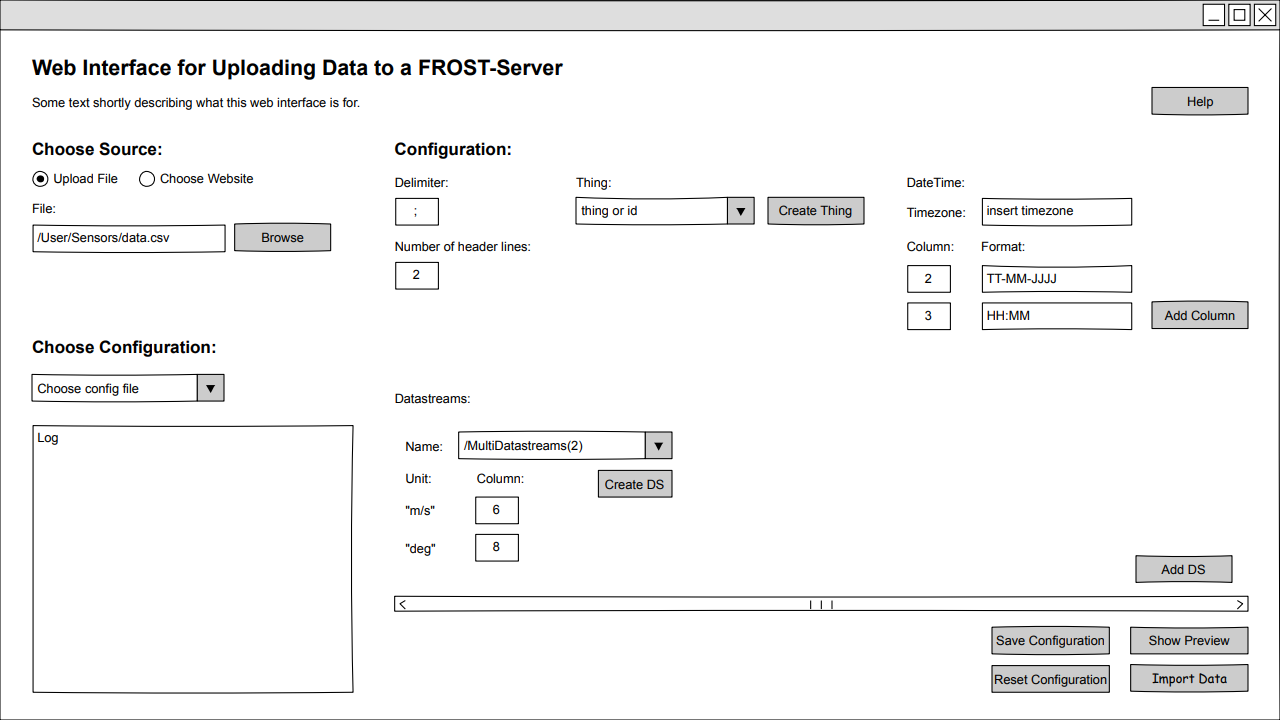 Web Interface for Uploading Data to a FROST-Server
Some text shortly describing what this web interface is for.
Help
Choose Source:
Upload File
Choose Website
File:
/User/Sensors/data.csv
Browse
Configuration:
Delimiter:
;
Number of header lines:
2
Thing:
thing or id
Create Thing
DateTime:
Timezone:
insert timezone
Column:
Format:
2
TT-MM-JJJJ
3
HH:MM
Add Column
Choose Configuration:
Choose config file
Log
Datastreams:
Name:
/MultiDatastreams(2)
Unit:
Column:
Create DS
"m/s"
6
"deg"
8
Add DS
Save Configuration
Show Preview
Reset Configuration
Import Data